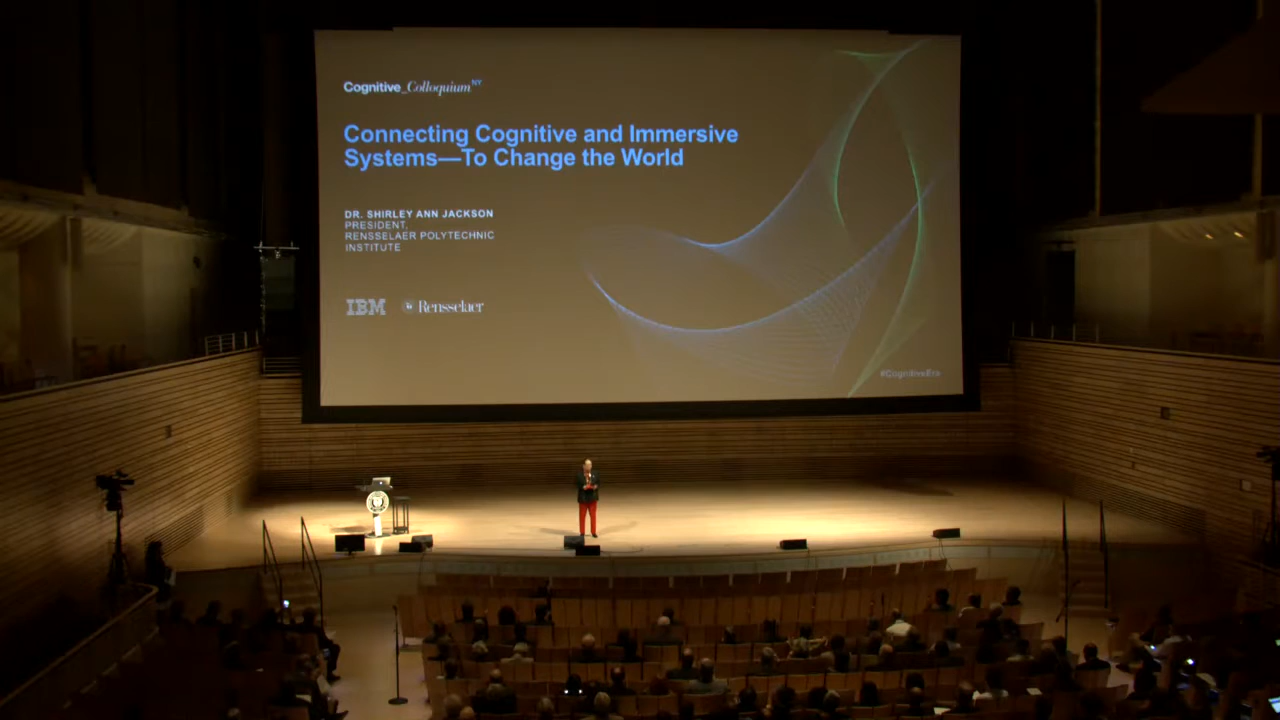 Cognitive_Colloquium NY
Connecting Cognitive and Immersive
Systems—To Change the World
DR. SHIRLEY ANN JACKSON
PRESIDENT,
RENSSELAER POLYTECHNIC
INSTITUTE
IBM Rensselaer
#CognitiveEra